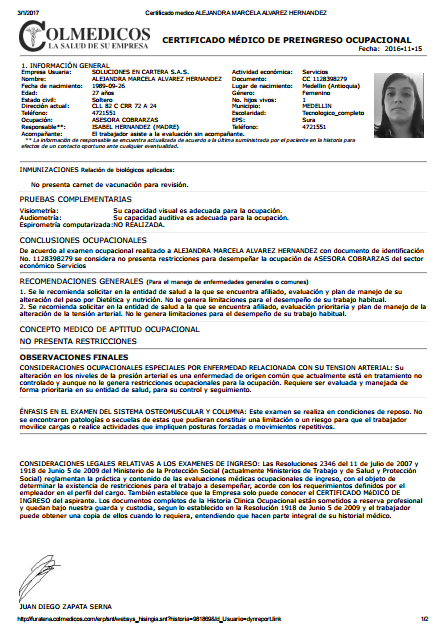 3/1/2017 Certificado medico ALEJANDRA MARCELA ALVAREZ HERNANDEZ
COLMEDICOS
LA SALUD DE SU EMPRESA
CERTIFICADO MÉDICO DE PREINGRESO OCUPACIONAL
Fecha: 2016-11-15
1. INFORMACIÓN GENERAL
Empresa Usuaria: SOLUCIONES EN CARTERA S.A.S. Actividad económica: Servicios
Nombre: ALEJANDRA MARCELA ALVAREZ HERNANDEZ Documento: CC 1128398279
Fecha de nacimiento: 1989-09-26 Lugar de nacimiento: Medellin (Antioquia)
Edad: 27 años Género: Femenino
Estado civil: Soltero No. hijos vivos: 1
Dirección actual: CLL 82 C CRR 72 A 24 Municipio: MEDELLIN
Teléfono: 4721551 Escolaridad: Tecnologico_completo
Ocupación: ASESORA COBRARZAS EPS: Sura
Responsable**: ISABEL HERNANDEZ (MADRE) Teléfono: 4721551
Acompañante: El trabajador asiste a la evaluación sin acompañante.
** La información de responsable se encuentra actualizada de acuerdo a la última suministrada por el paciente en la historia para
efectos de un contacto oportuno ante cualquier eventualidad.
INMUNIZACIONES Relación de biológicos aplicados:
No presenta carnet de vacunación para revisión.
PRUEBAS COMPLEMENTARIAS
Visiometría: Su capacidad visual es adecuada para la ocupación.
Audiometría: Su capacidad auditiva es adecuada para la ocupación.
Espirometría computarizada:NO REALIZADA.
CONCLUSIONES OCUPACIONALES
De acuerdo al examen ocupacional realizado a ALEJANDRA MARCELA ALVAREZ HERNANDEZ con documento de identificación
No. 1128398279 se considera no presenta restricciones para desempeñar la ocupación de ASESORA COBRARZAS del sector
económico Servicios
RECOMENDACIONES GENERALES (Para el manejo de enfermedades generales o comunes)
1. Se le recomienda solicitar en la entidad de salud a la que se encuentra afiliado, evaluación y plan de manejo de su
alteración del peso por Dietética y nutrición. No le genera limitaciones para el desempeño de su trabajo habitual.
2. Se recomienda solicitar en la entidad de salud a la que se encuentra afiliado, evaluación prioritaria y plan de manejo de la
alteración de la tensión arterial. No le genera limitaciones para el desempeño de su trabajo habitual.
CONCEPTO MEDICO DE APTITUD OCUPACIONAL
NO PRESENTA RESTRICCIONES
OBSERVACIONES FINALES
CONSIDERACIONES OCUPACIONALES ESPECIALES POR ENFERMEDAD RELACIONADA CON SU TENSION ARTERIAL: Su
alteración en los niveles de la presión arterial es una enfermedad de origen común que actualmente está en tratamiento no
controlado y aunque no le genera restricciones ocupacionales para la ocupación. Requiere ser evaluada y manejada de
forma prioritaria en su entidad de salud, para su control y seguimiento.
ÉNFASIS EN EL EXAMEN DEL SISTEMA OSTEOMUSCULAR Y COLUMNA: Este examen se realiza en condiciones de reposo. No
se encontraron patologías o secuelas de estas que pudieran constituir una limitación o un riesgo para que el trabajador
movilice cargas o realice actividades que impliquen posturas forzadas o movimientos repetitivos.
CONSIDERACIONES LEGALES RELATIVAS A LOS EXAMENES DE INGRESO: Las Resoluciones 2346 del 11 de julio de 2007 y
1918 de Junio 5 de 2009 del Ministerio de la Protección Social (actualmente Ministerios de Trabajo y de Salud y Protección
Social) reglamentan la práctica y contenido de las evaluaciones médicas ocupacionales de ingreso, con el objeto de
determinar la existencia de restricciones para el trabajo a desempeñar, acorde con los requerimientos definidos por el
empleador en el perfil del cargo. También establece que la Empresa solo puede conocer el CERTIFICADO MéDICO DE
INGRESO del aspirante. Los documentos completos de la Historia Clínica Ocupacional están sometidos a reserva profesional
y quedan bajo nuestra guarda y custodia, según lo establecido en la Resolución 1918 de Junio 5 de 2009 y el trabajador
puede obtener una copia de ellos cuando lo requiera, entendiendo que hacen parte integral de su historial médico.
JUAN DIEGO ZAPATA SERNA
http://furatena.colmedicos.com/erp/snt/websys_hisingia.snt?historia=981869&Id_Usuario=dynreport.link 1/2